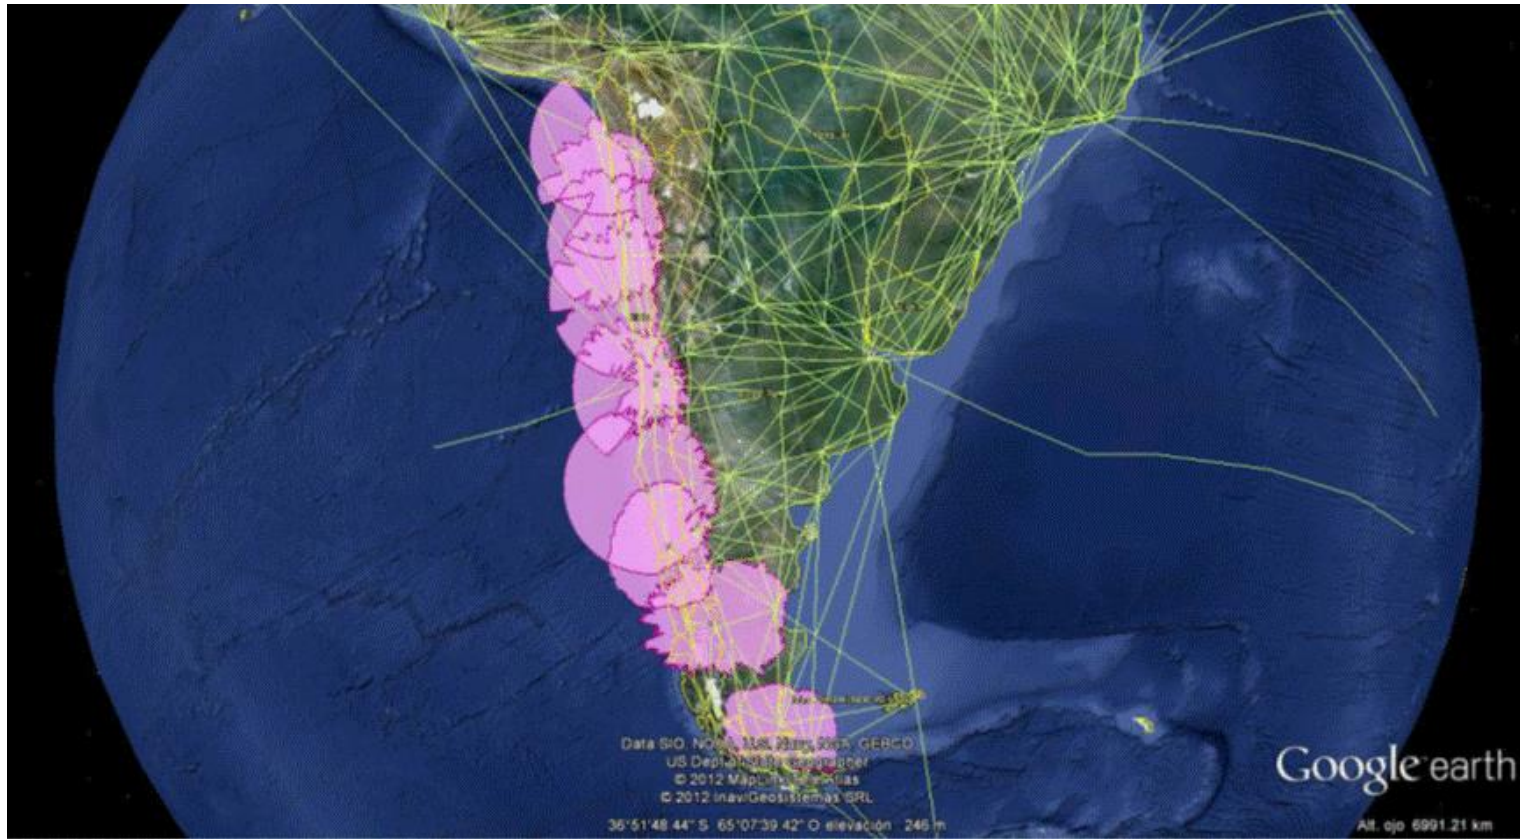 Data SIO, NOAA, U.S. Navy, NGA, GEBCO
US Dept of State Geographer
© 2012 MapLink/Tele Atlas
© 2012 Inav/Geosistemas SRL
Google earth
36°51'48.44" S 65°07'39.42" O elevación 246 m
Alt. ojo 6991.21 km